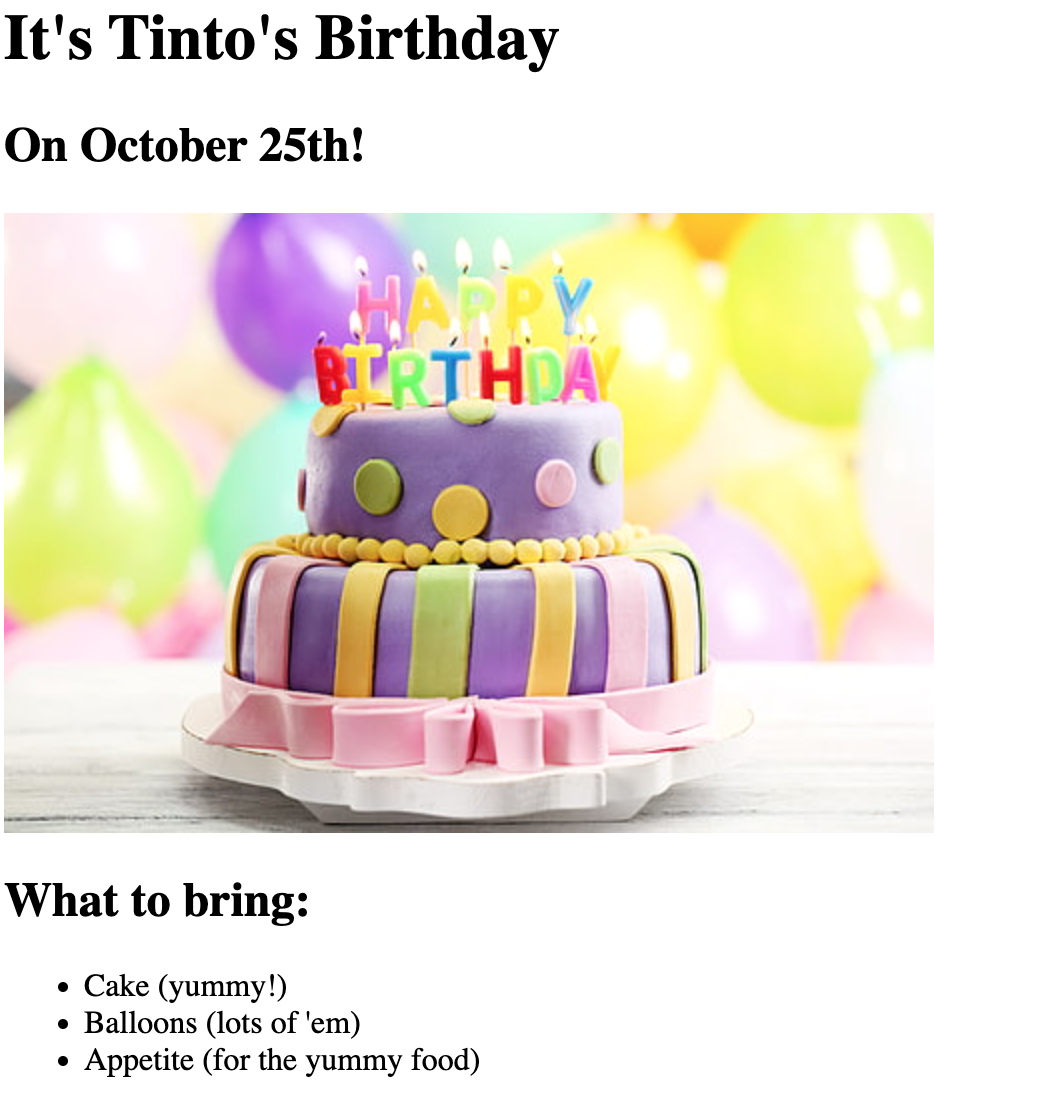 It's Tinto's Birthday
On October 25th!
HAPPY
BIRTHDAY
What to bring:
Cake (yummy!)
Balloons (lots of 'em)
Appetite (for the yummy food)